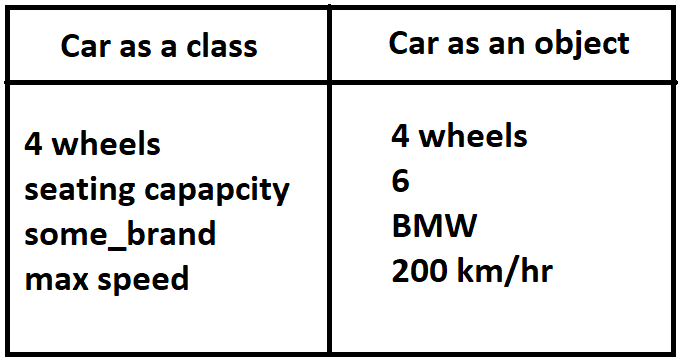 Car as a class
Car as an object
4 wheels
seating capapcity
some_brand
max speed
4 wheels
6
BMW
200 km/hr